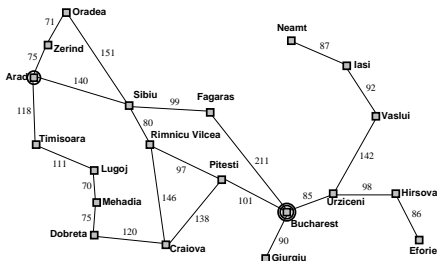 Oradea
Neamt
71
87
Zerind
151
Iasi
75
Arad
140
92
Sibiu
99
Fagaras
118
80
Vaslui
Timisoara
Rimnicu Vilcea
111
97
Pitesti
211
142
Lugoj
70
146
101
85
98
Hirsova
Mehadia
138
Urziceni
75
Bucharest
86
Dobreta
120
90
Craiova
Eforie
Giurgiu